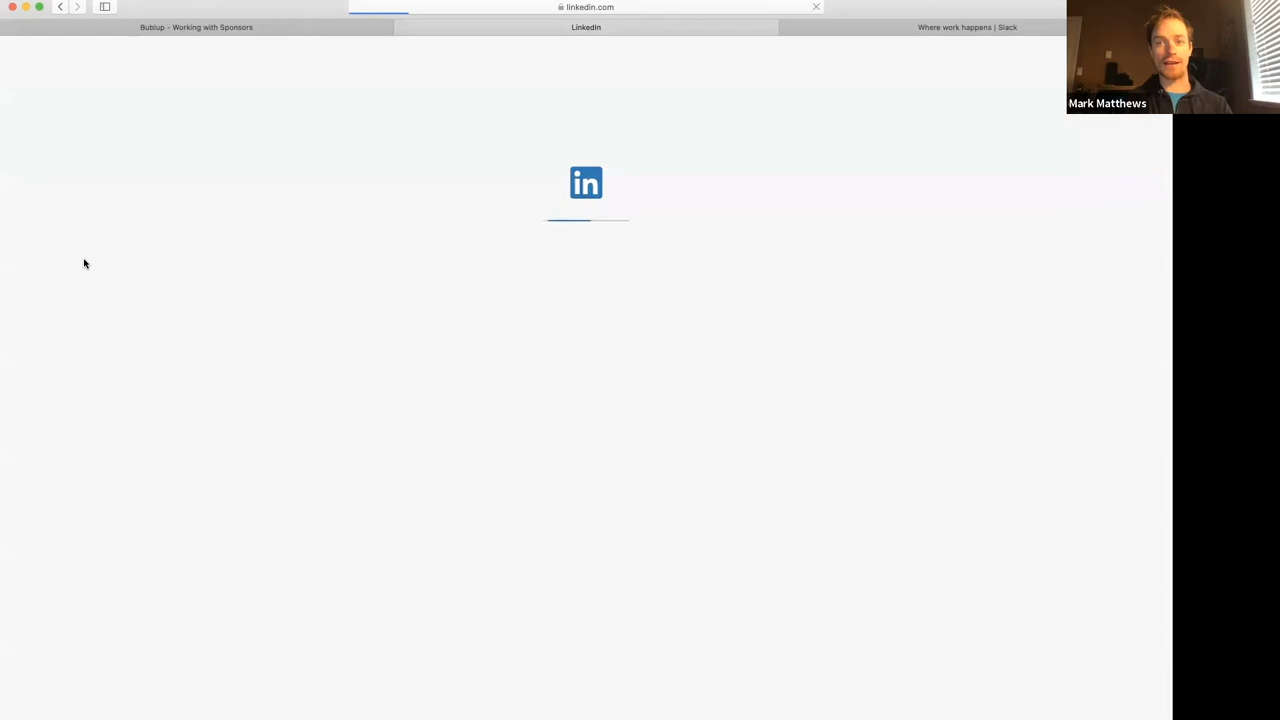 linkedin.com
Bublup - Working with Sponsors
LinkedIn
Where work happens | Slack
in
Mark Matthews